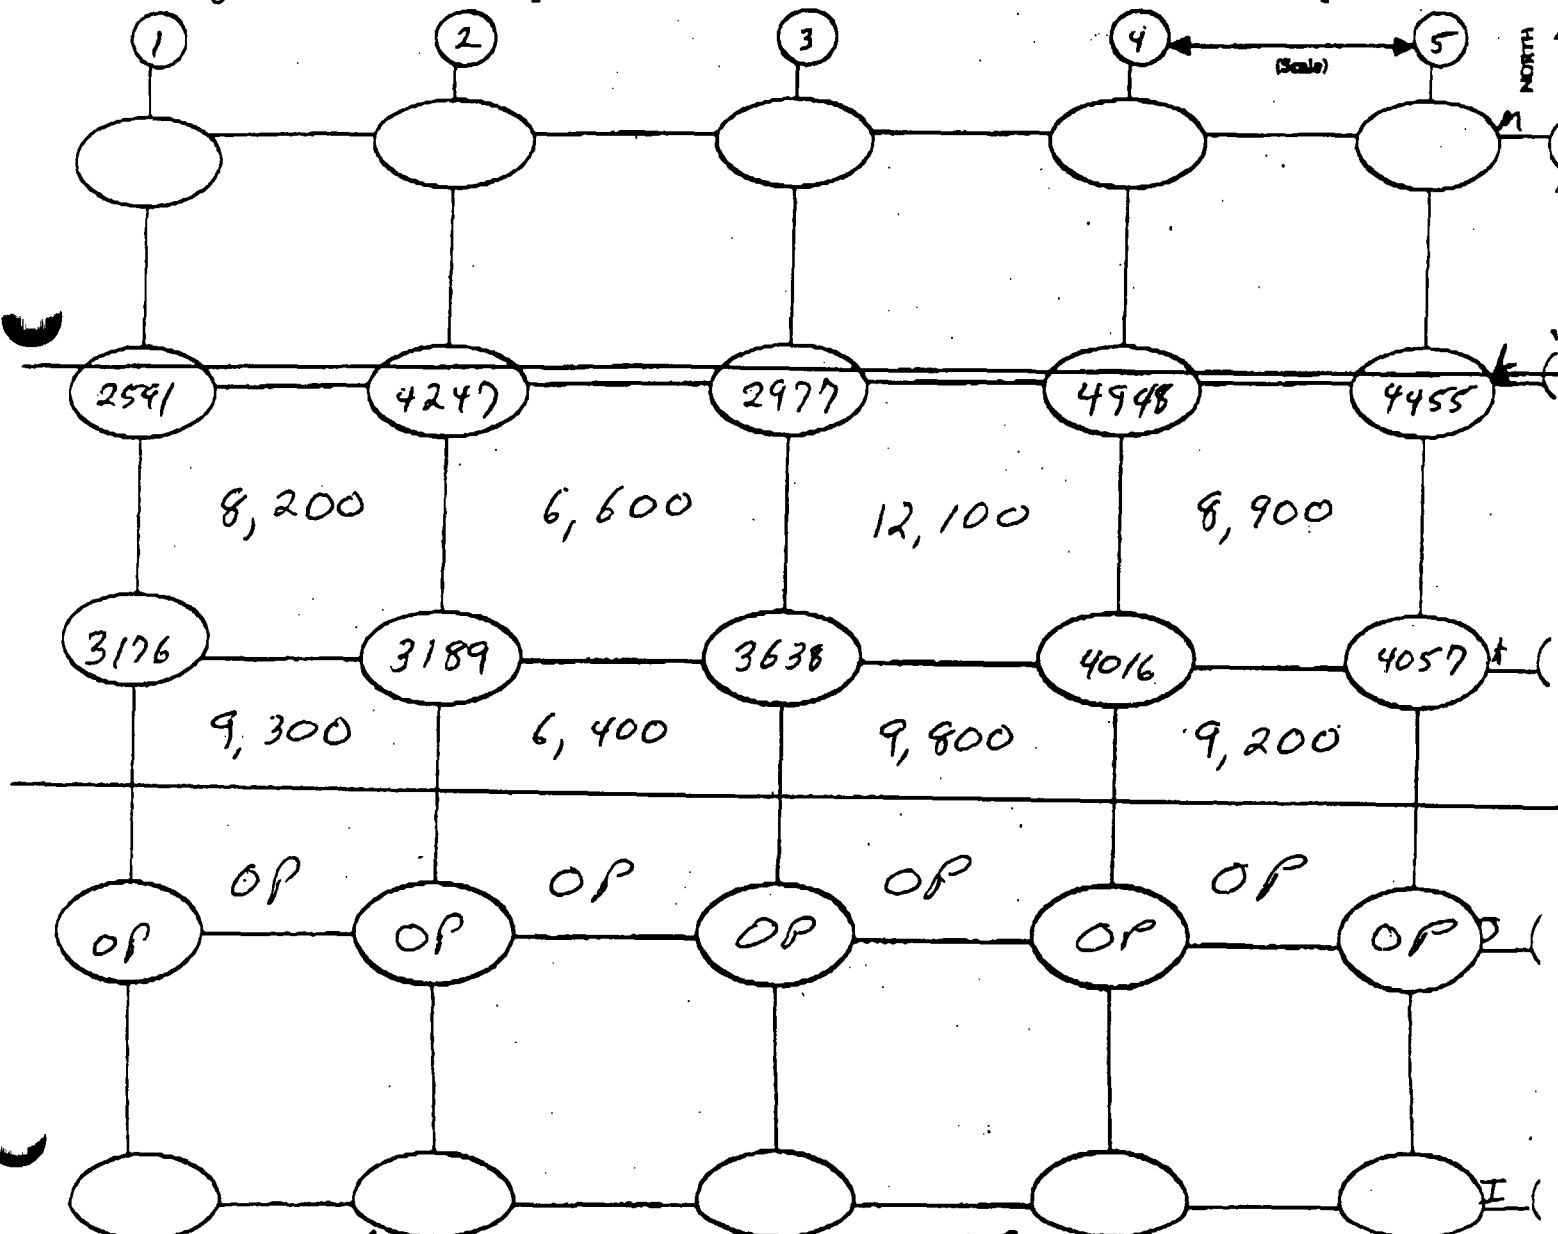 1 2 3 4 5
(Scale)
NORTH
M
2591 4247 2977 4948 4455 L
8,200 6,600 12,100 8,900
3176 3189 3638 4016 4057 K
9,300 6,400 9,800 9,200
OP OP OP OP
OP OP OP OP OP J
I